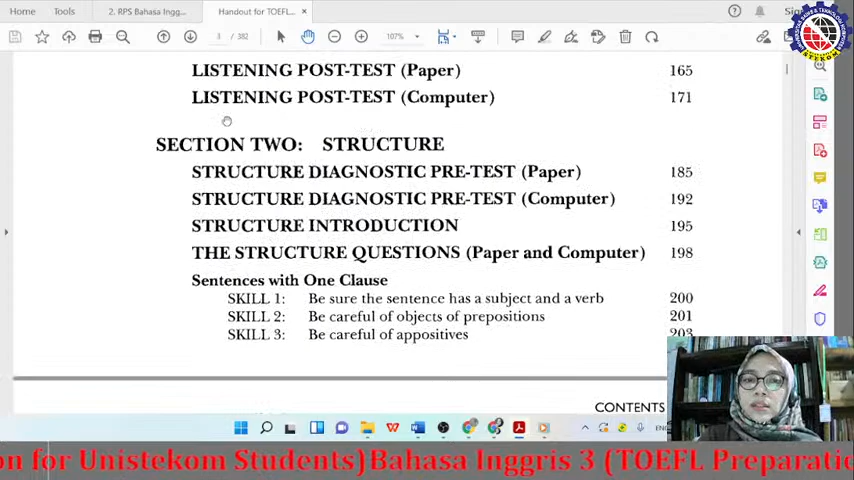 Home Tools 2. RPS Bahasa Ingg... Handout for TOEFL... ×
3 / 382 107%
LISTENING POST-TEST (Paper) 165
LISTENING POST-TEST (Computer) 171
SECTION TWO: STRUCTURE
STRUCTURE DIAGNOSTIC PRE-TEST (Paper) 185
STRUCTURE DIAGNOSTIC PRE-TEST (Computer) 192
STRUCTURE INTRODUCTION 195
THE STRUCTURE QUESTIONS (Paper and Computer) 198
Sentences with One Clause
SKILL 1: Be sure the sentence has a subject and a verb 200
SKILL 2: Be careful of objects of prepositions 201
SKILL 3: Be careful of appositives 203
CONTENTS
on for Unistekom Students)Bahasa Inggris 3 (TOEFL Preparatio